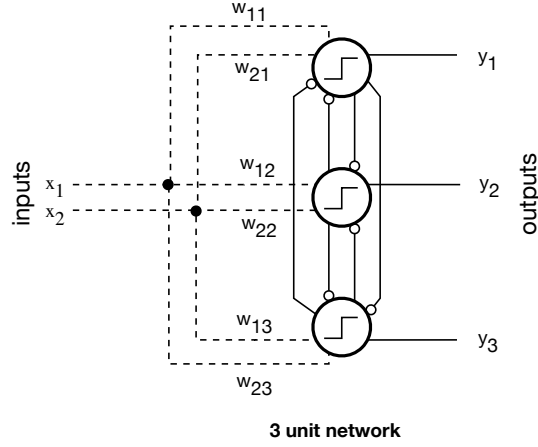 w11
w21
y1
inputs
x1
x2
w12
w22
y2
outputs
w13
w23
y3
3 unit network